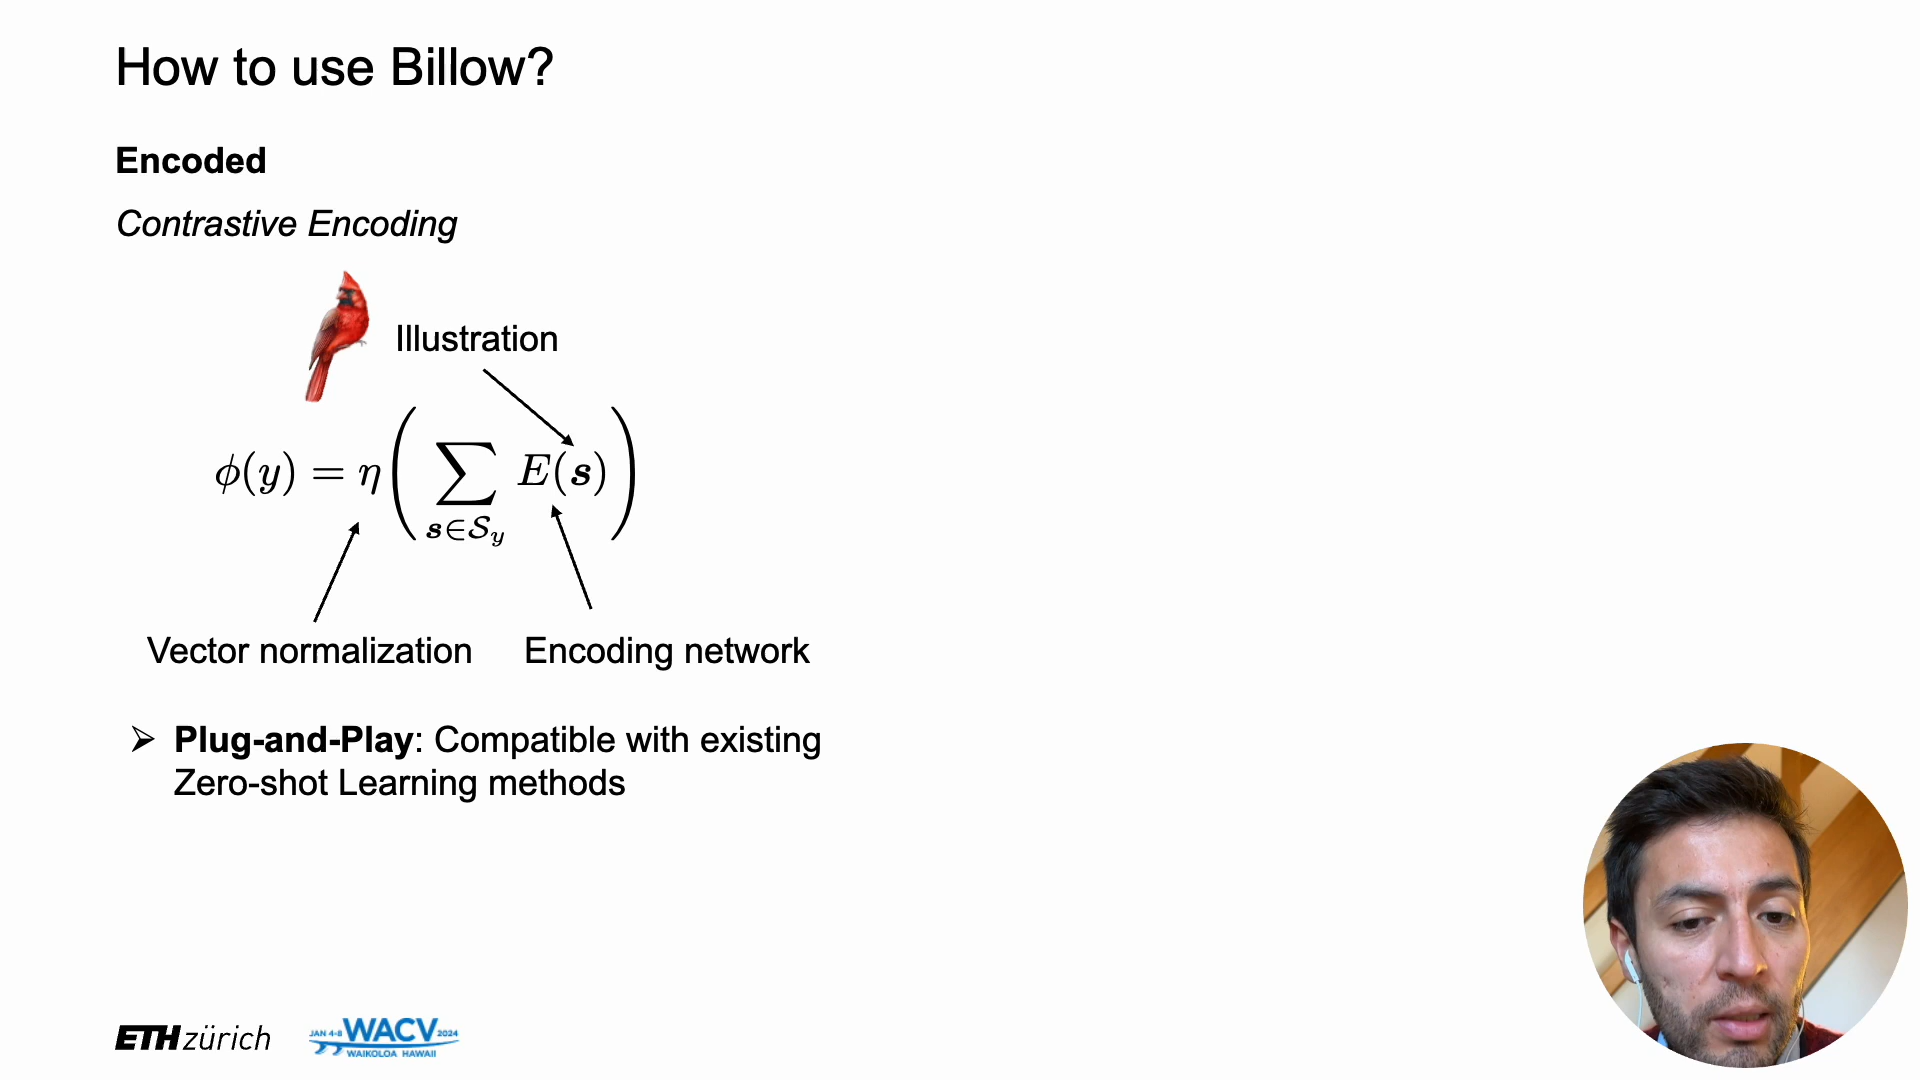 How to use Billow?
Encoded
Contrastive Encoding
Illustration
ϕ(y) = η( ∑ E(s) )
s∈S_y
Vector normalization Encoding network
➢ Plug-and-Play: Compatible with existing
Zero-shot Learning methods
ETH zürich
JAN 4-8 WACV 2024
WAIKOLOA HAWAII